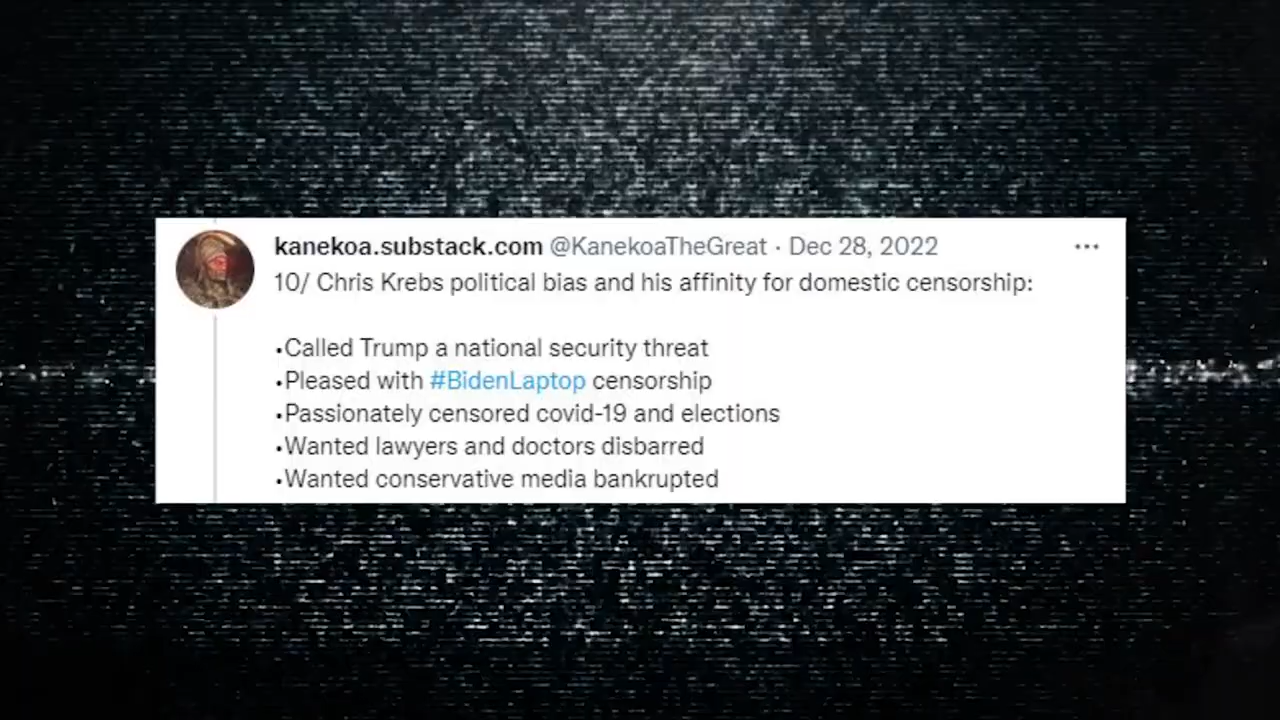 kanekoa.substack.com @KanekoaTheGreat · Dec 28, 2022 ...
10/ Chris Krebs political bias and his affinity for domestic censorship:
•Called Trump a national security threat
•Pleased with #BidenLaptop censorship
•Passionately censored covid-19 and elections
•Wanted lawyers and doctors disbarred
•Wanted conservative media bankrupted